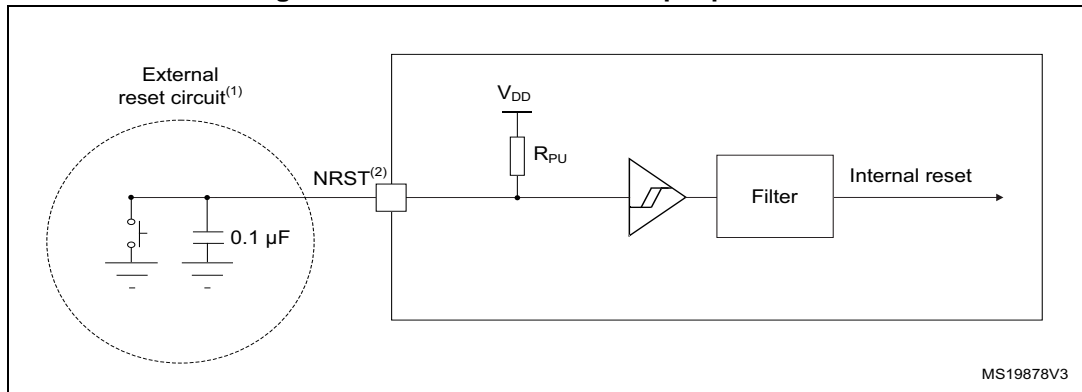 External
reset circuit(1)
VDD
RPU
NRST(2)
Filter
Internal reset
0.1 µF
MS19878V3